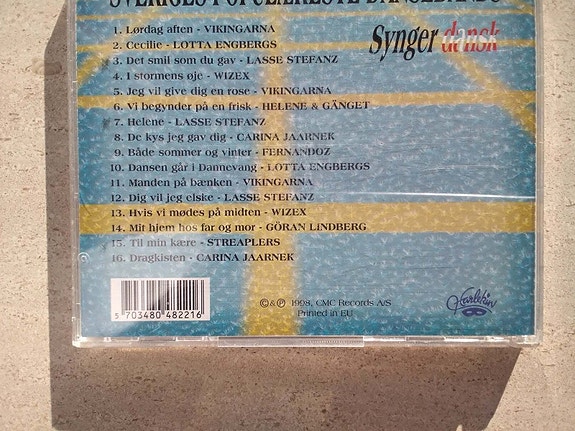 SVERIGES POPULÆRESTE DANSEBANDS
Synger dansk
1. Lørdag aften - VIKINGARNA
2. Cecilie - LOTTA ENGBERGS
3. Det smil som du gav - LASSE STEFANZ
4. I stormens øje - WIZEX
5. Jeg vil give dig en rose - VIKINGARNA
6. Vi begynder på en frisk - HELENE & GÄNGET
7. Helene - LASSE STEFANZ
8. De kys jeg gav dig - CARINA JAARNEK
9. Både sommer og vinter - FERNANDOZ
10. Dansen går i Dannevang - LOTTA ENGBERGS
11. Manden på bænken - VIKINGARNA
12. Dig vil jeg elske - LASSE STEFANZ
13. Hvis vi mødes på midten - WIZEX
14. Mit hjem hos far og mor - GÖRAN LINDBERG
15. Til min kære - STREAPLERS
16. Dragkisten - CARINA JAARNEK
5 703480 482216
©&℗ 1998, CMC Records A/S
Printed in EU
Harlekin